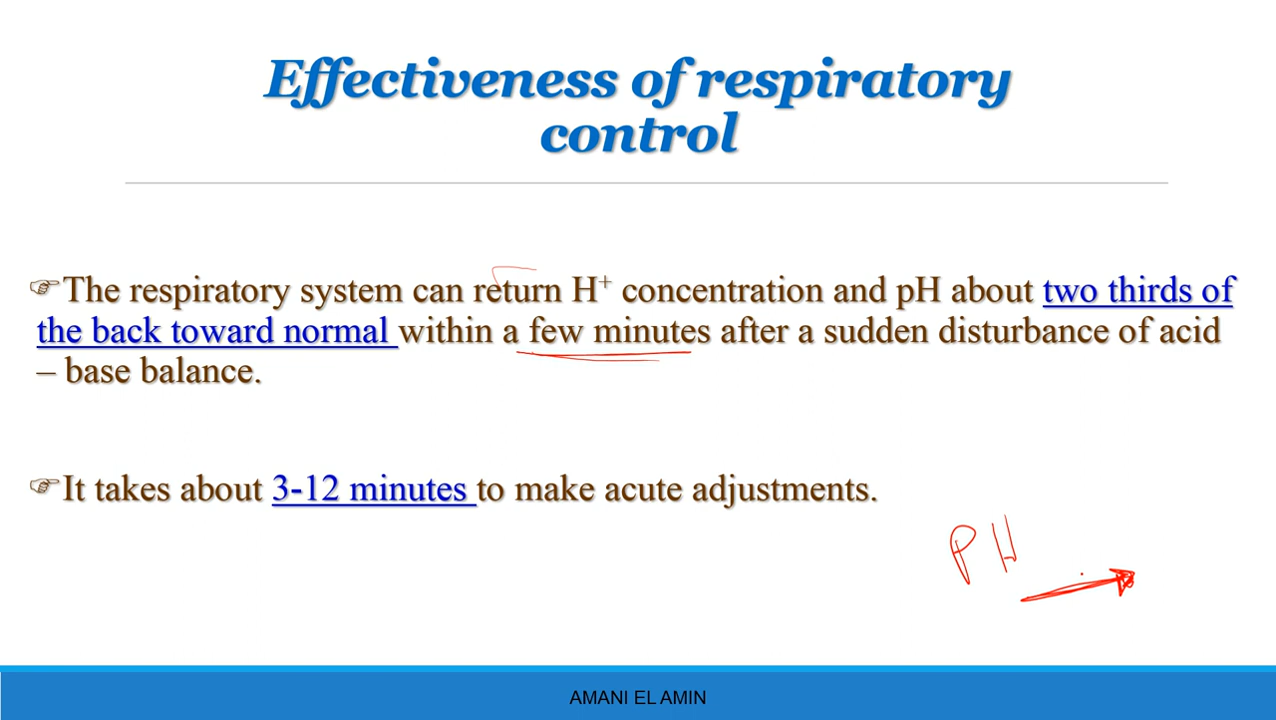 Effectiveness of respiratory
control
☞The respiratory system can return H⁺ concentration and pH about two thirds of
the back toward normal within a few minutes after a sudden disturbance of acid
– base balance.
☞It takes about 3-12 minutes to make acute adjustments.
PH
AMANI EL AMIN